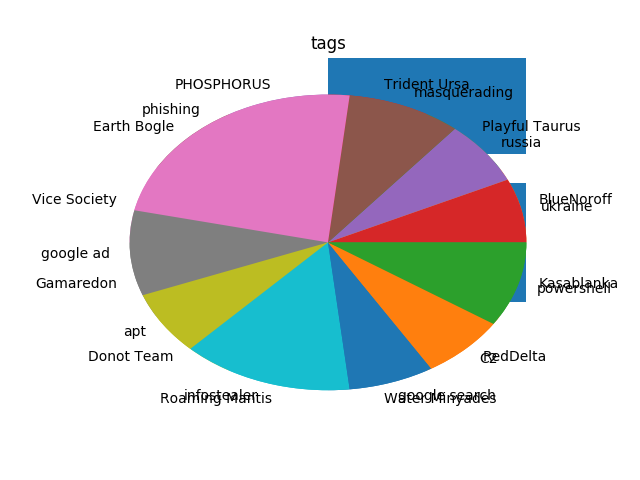 tags
PHOSPHORUS
Trident Ursa
masquerading
phishing
Earth Bogle
Playful Taurus
russia
Vice Society
BlueNoroff
ukraine
google ad
Gamaredon
Kasablanka
powershell
apt
Donot Team
RedDelta
C2
infostealer
Roaming Mantis
google search
Water Minyades